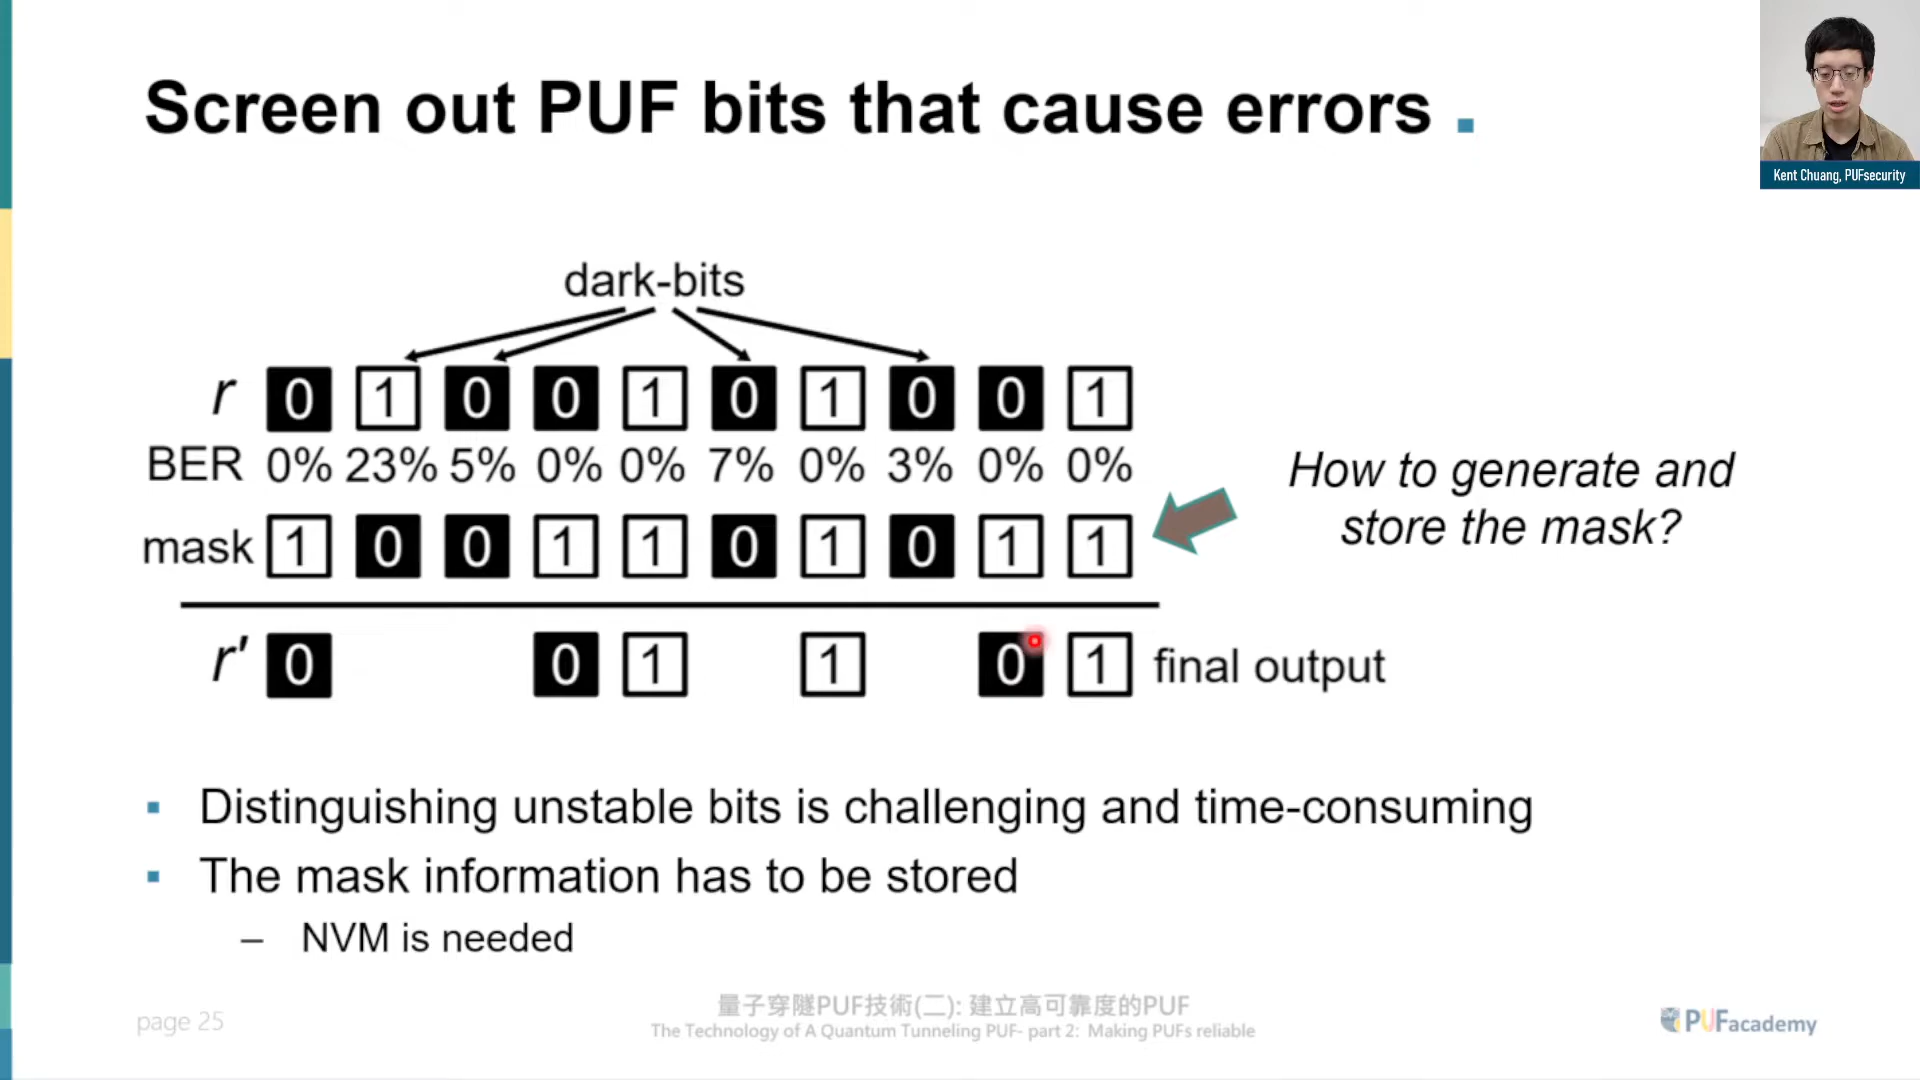 Screen out PUF bits that cause errors .
Kent Chuang, PUFsecurity
dark-bits
r 0 1 0 0 1 0 1 0 0 1
BER 0% 23% 5% 0% 0% 7% 0% 3% 0% 0%
How to generate and
store the mask?
mask 1 0 0 1 1 0 1 0 1 1
r' 0 0 1 1 0 1 final output
▪ Distinguishing unstable bits is challenging and time-consuming
▪ The mask information has to be stored
– NVM is needed
page 25
量子穿隧PUF技術(二): 建立高可靠度的PUF
The Technology of A Quantum Tunneling PUF- part 2: Making PUFs reliable
PUFacademy